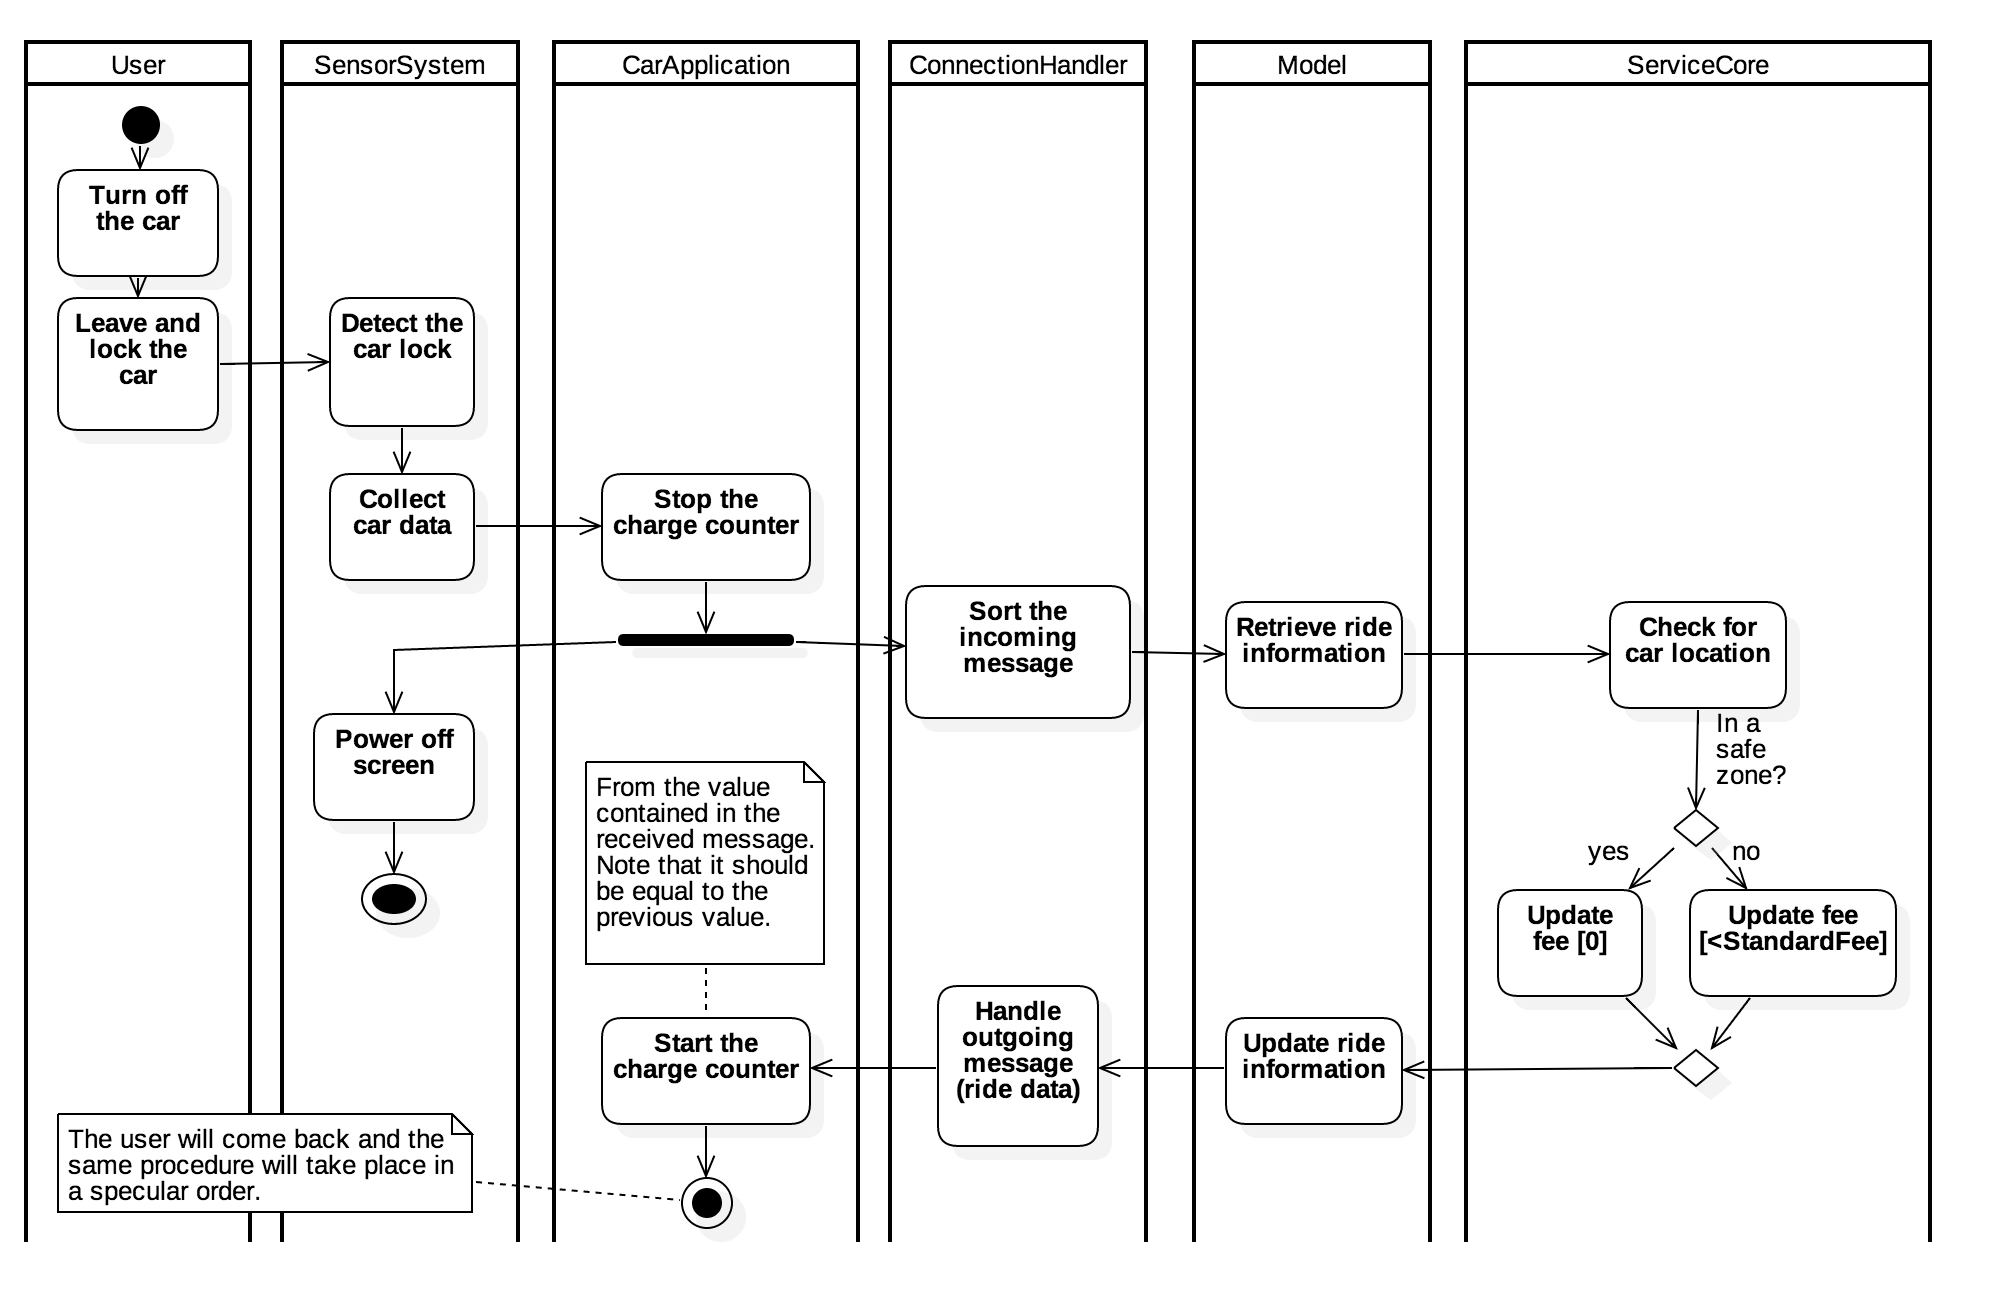 User
SensorSystem
CarApplication
ConnectionHandler
Model
ServiceCore
Turn off
the car
Leave and
lock the
car
Detect the
car lock
Collect
car data
Stop the
charge counter
Sort the
incoming
message
Retrieve ride
information
Check for
car location
In a
safe
zone?
Power off
screen
From the value
contained in the
received message.
Note that it should
be equal to the
previous value.
yes
no
Update
fee [0]
Update fee
[<StandardFee]
Start the
charge counter
Handle
outgoing
message
(ride data)
Update ride
information
The user will come back and the
same procedure will take place in
a specular order.